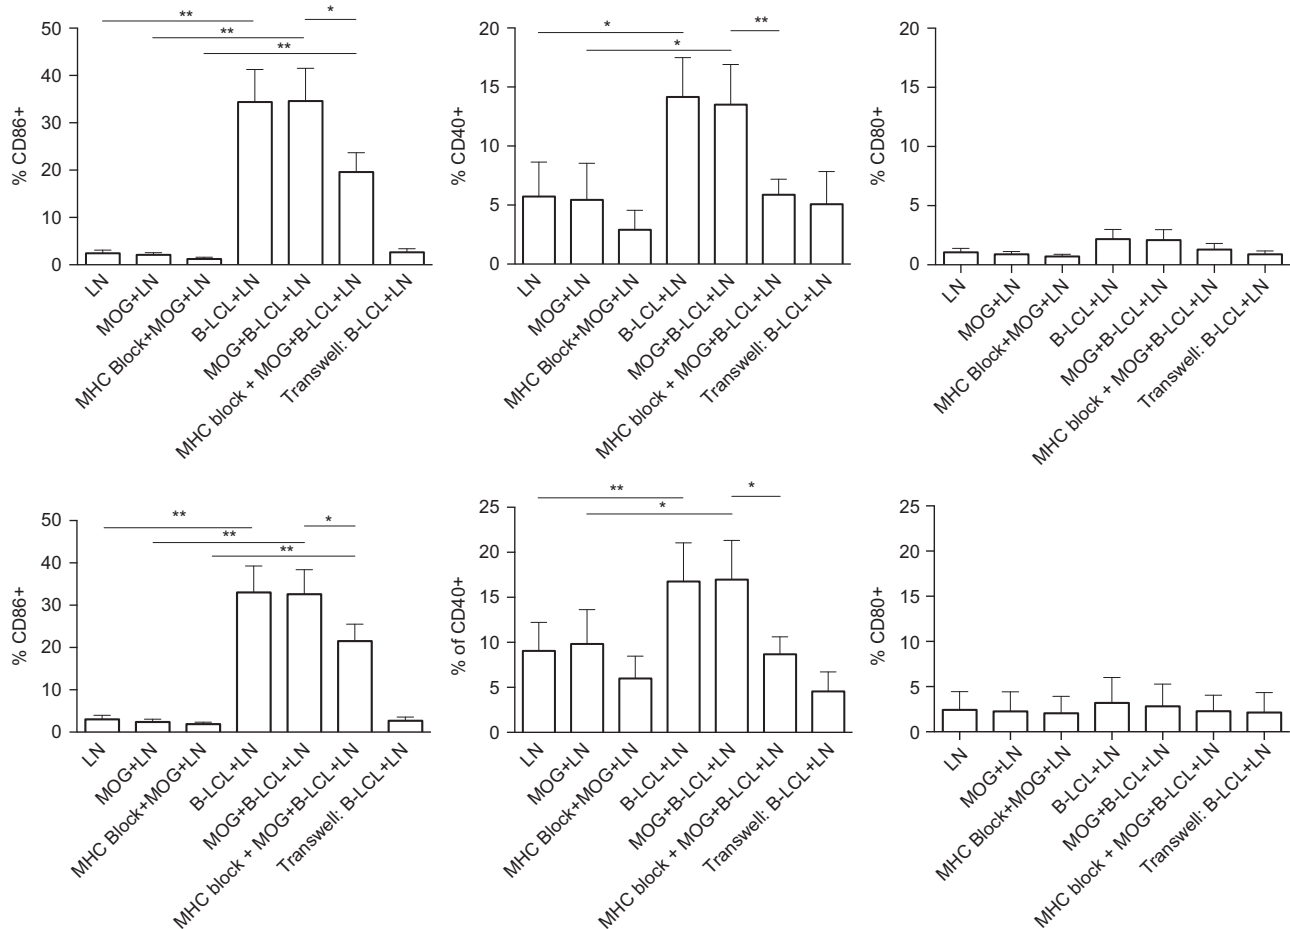 **
*
**
**
50
40
30
20
10
0
% CD86+
LN
MOG+LN
MHC Block+MOG+LN
B-LCL+LN
MOG+B-LCL+LN
MHC block + MOG+B-LCL+LN
Transwell: B-LCL+LN
*
**
*
20
15
10
5
0
% CD40+
LN
MOG+LN
MHC Block+MOG+LN
B-LCL+LN
MOG+B-LCL+LN
MHC block + MOG+B-LCL+LN
Transwell: B-LCL+LN
20
15
10
5
0
% CD80+
LN
MOG+LN
MHC Block+MOG+LN
B-LCL+LN
MOG+B-LCL+LN
MHC block + MOG+B-LCL+LN
Transwell: B-LCL+LN
**
*
**
**
50
40
30
20
10
0
% CD86+
LN
MOG+LN
MHC Block+MOG+LN
B-LCL+LN
MOG+B-LCL+LN
MHC block + MOG+B-LCL+LN
Transwell: B-LCL+LN
**
*
*
25
20
15
10
5
0
% of CD40+
LN
MOG+LN
MHC Block+MOG+LN
B-LCL+LN
MOG+B-LCL+LN
MHC block + MOG+B-LCL+LN
Transwell: B-LCL+LN
25
20
15
10
5
0
% CD80+
LN
MOG+LN
MHC Block+MOG+LN
B-LCL+LN
MOG+B-LCL+LN
MHC block + MOG+B-LCL+LN
Transwell: B-LCL+LN